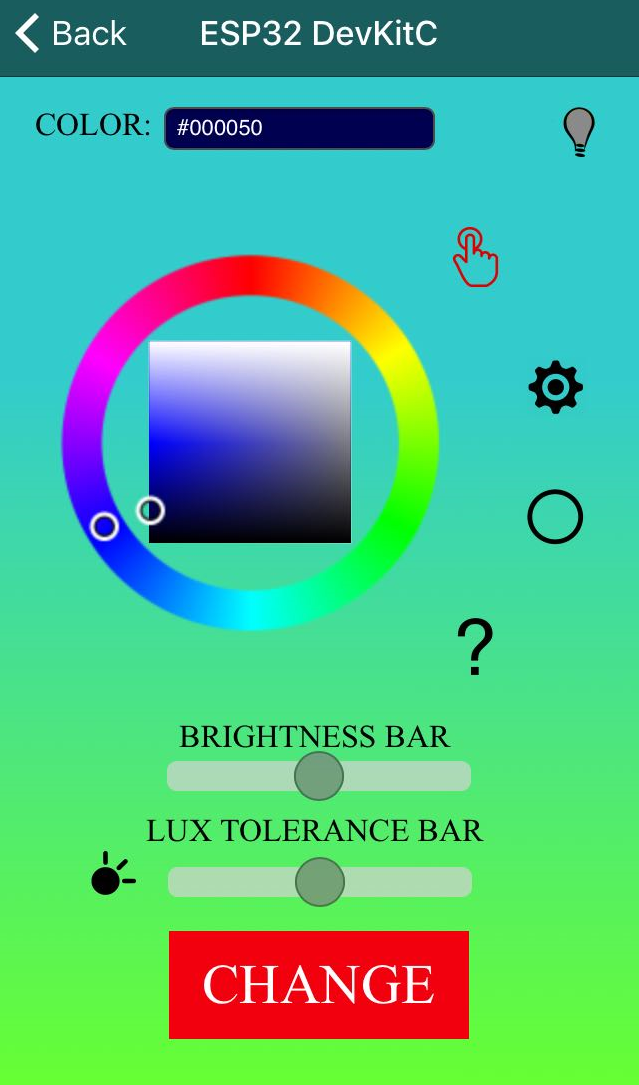 Back ESP32 DevKitC
COLOR: #000050
?
BRIGHTNESS BAR
LUX TOLERANCE BAR
CHANGE